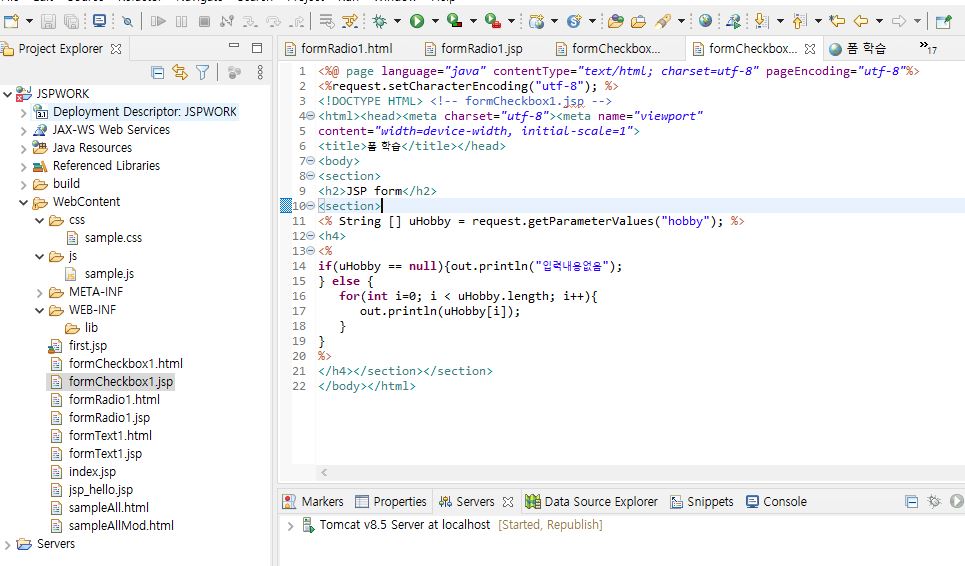 Project Explorer
JSPWORK
Deployment Descriptor: JSPWORK
JAX-WS Web Services
Java Resources
Referenced Libraries
build
WebContent
css
sample.css
js
sample.js
META-INF
WEB-INF
lib
first.jsp
formCheckbox1.html
formCheckbox1.jsp
formRadio1.html
formRadio1.jsp
formText1.html
formText1.jsp
index.jsp
jsp_hello.jsp
sampleAll.html
sampleAllMod.html
Servers
formRadio1.html formRadio1.jsp formCheckbox... formCheckbox... 폼 학습 »17
1 <%@ page language="java" contentType="text/html; charset=utf-8" pageEncoding="utf-8"%>
2 <%request.setCharacterEncoding("utf-8"); %>
3 <!DOCTYPE HTML> <!-- formCheckbox1.jsp -->
4 <html><head><meta charset="utf-8"><meta name="viewport"
5 content="width=device-width, initial-scale=1">
6 <title>폼 학습</title></head>
7 <body>
8 <section>
9 <h2>JSP form</h2>
10 <section>
11 <% String [] uHobby = request.getParameterValues("hobby"); %>
12 <h4>
13 <%
14 if(uHobby == null){out.println("입력내용없음");
15 } else {
16 for(int i=0; i < uHobby.length; i++){
17 out.println(uHobby[i]);
18 }
19 }
20 %>
21 </h4></section></section>
22 </body></html>
Markers Properties Servers Data Source Explorer Snippets Console
Tomcat v8.5 Server at localhost [Started, Republish]